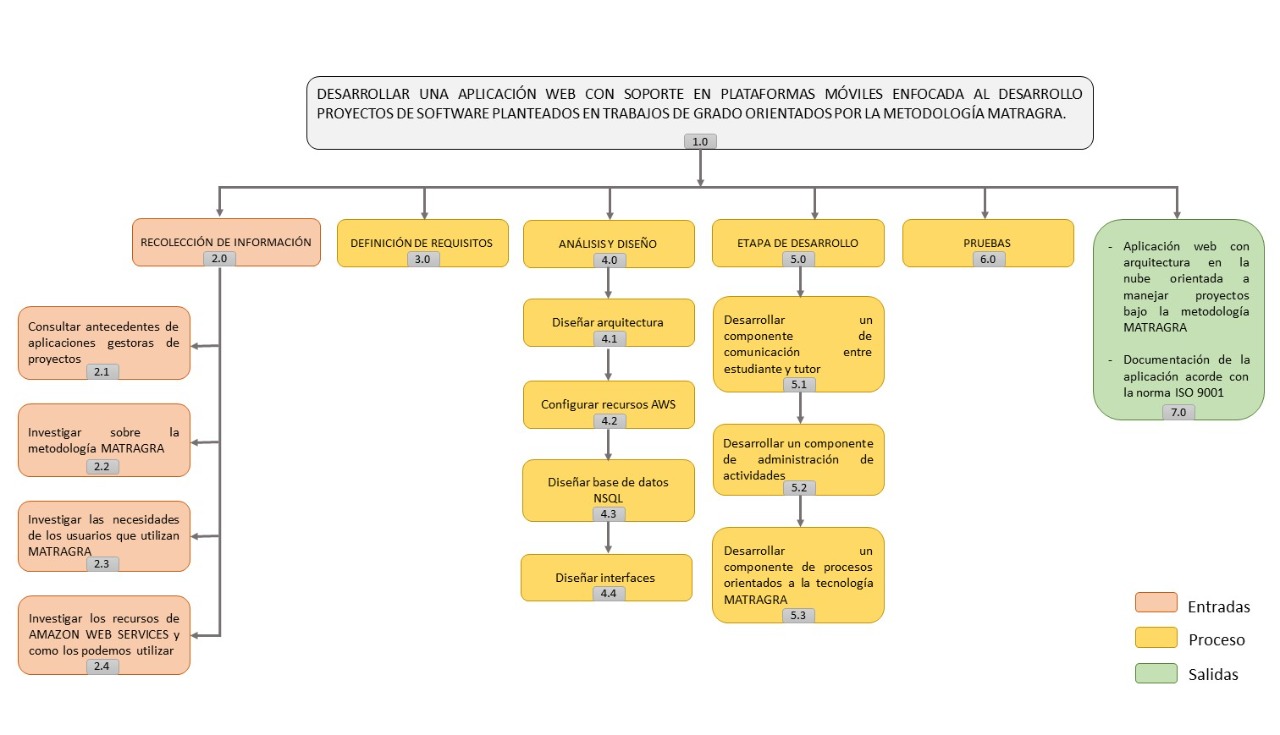 DESARROLLAR UNA APLICACIÓN WEB CON SOPORTE EN PLATAFORMAS MÓVILES ENFOCADA AL DESARROLLO
PROYECTOS DE SOFTWARE PLANTEADOS EN TRABAJOS DE GRADO ORIENTADOS POR LA METODOLOGÍA MATRAGRA.
1.0
RECOLECCIÓN DE INFORMACIÓN
2.0
Consultar antecedentes de
aplicaciones gestoras de
proyectos
2.1
Investigar sobre la
metodología MATRAGRA
2.2
Investigar las necesidades
de los usuarios que utilizan
MATRAGRA
2.3
Investigar los recursos de
AMAZON WEB SERVICES y
como los podemos utilizar
2.4
DEFINICIÓN DE REQUISITOS
3.0
ANÁLISIS Y DISEÑO
4.0
Diseñar arquitectura
4.1
Configurar recursos AWS
4.2
Diseñar base de datos
NSQL
4.3
Diseñar interfaces
4.4
ETAPA DE DESARROLLO
5.0
Desarrollar un
componente de
comunicación entre
estudiante y tutor
5.1
Desarrollar un componente
de administración de
actividades
5.2
Desarrollar un
componente de procesos
orientados a la tecnología
MATRAGRA
5.3
PRUEBAS
6.0
- Aplicación web con
arquitectura en la
nube orientada a
manejar proyectos
bajo la metodología
MATRAGRA
- Documentación de la
aplicación acorde con
la norma ISO 9001
7.0
Entradas
Proceso
Salidas